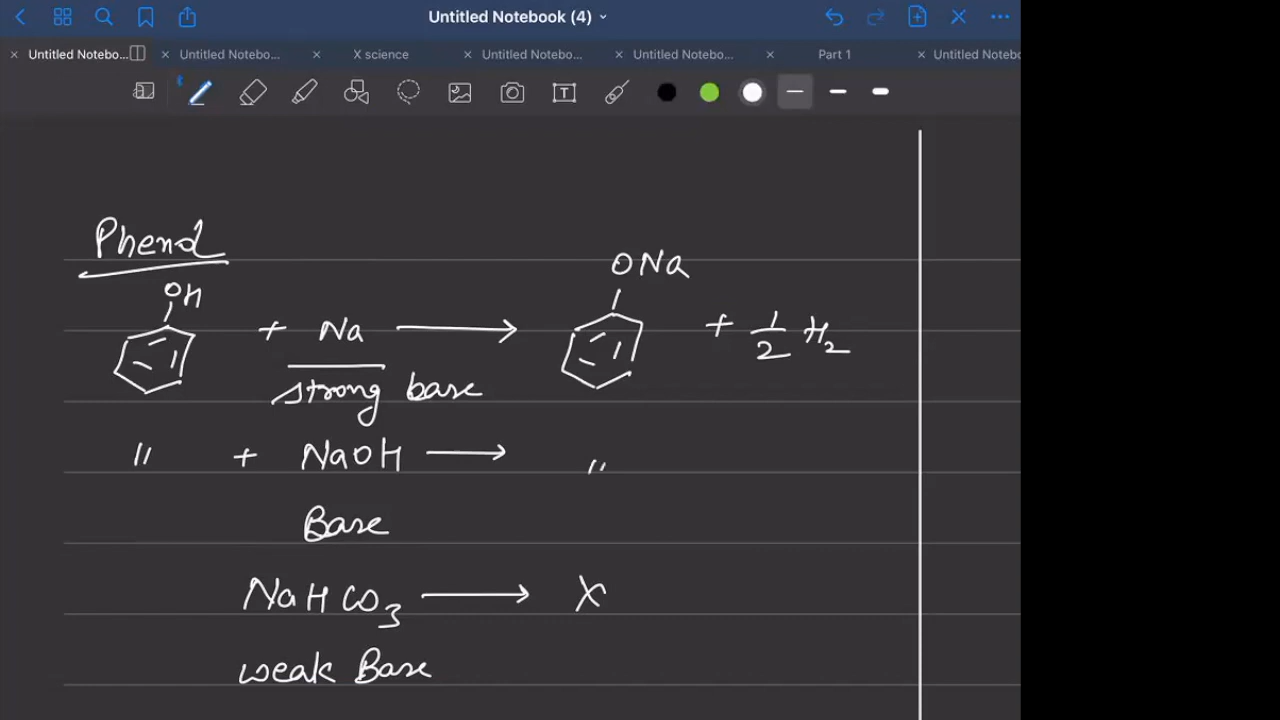 Untitled Notebook (4)
Untitled Notebo... Untitled Notebo... X science Untitled Notebo... Untitled Notebo... Part 1 Untitled Notebo
T
Phenol
OH ONa
+ Na ⟶ + 1/2 H2
strong base
" + NaOH ⟶ "
Base
NaHCO3 ⟶ X
weak Base